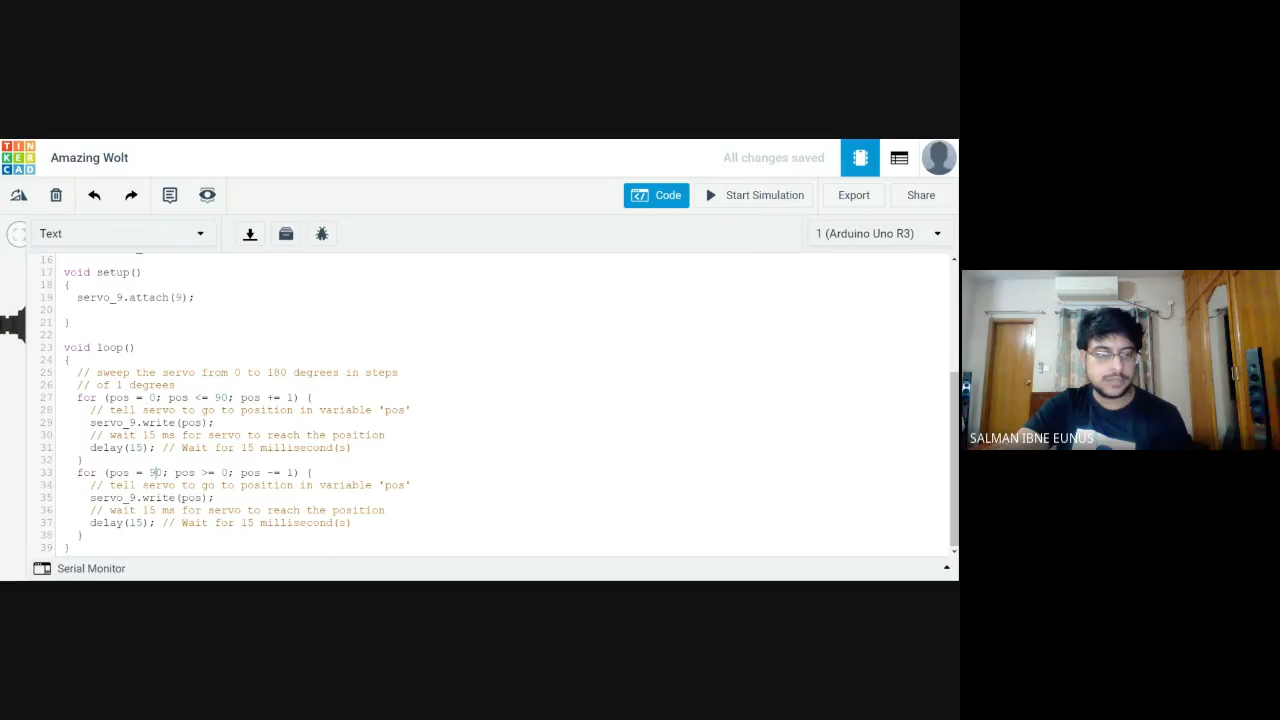 TINKERCAD
Amazing Wolt
All changes saved
Code
Start Simulation
Export
Share
Text
1 (Arduino Uno R3)
16
17 void setup()
18 {
19 servo_9.attach(9);
20
21 }
22
23 void loop()
24 {
25 // sweep the servo from 0 to 180 degrees in steps
26 // of 1 degrees
27 for (pos = 0; pos <= 90; pos += 1) {
28 // tell servo to go to position in variable 'pos'
29 servo_9.write(pos);
30 // wait 15 ms for servo to reach the position
31 delay(15); // Wait for 15 millisecond(s)
32 }
33 for (pos = 90; pos >= 0; pos -= 1) {
34 // tell servo to go to position in variable 'pos'
35 servo_9.write(pos);
36 // wait 15 ms for servo to reach the position
37 delay(15); // Wait for 15 millisecond(s)
38 }
39 }
Serial Monitor
SALMAN IBNE EUNUS